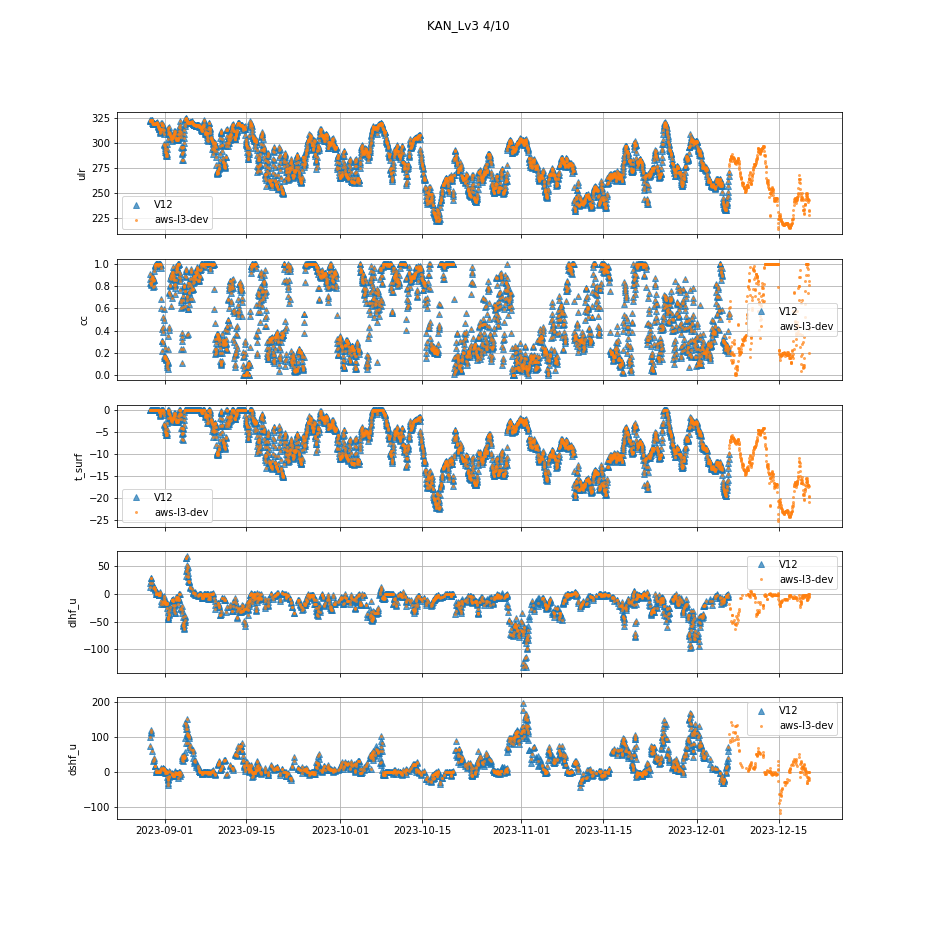 KAN_Lv3 4/10
325
300
275
250
225
ulr
V12
aws-l3-dev
1.0
0.8
0.6
0.4
0.2
0.0
cc
V12
aws-l3-dev
0
−5
−10
−15
−20
−25
t_surf
V12
aws-l3-dev
50
0
−50
−100
dlhf_u
V12
aws-l3-dev
200
100
0
−100
dshf_u
V12
aws-l3-dev
2023-09-01 2023-09-15 2023-10-01 2023-10-15 2023-11-01 2023-11-15 2023-12-01 2023-12-15